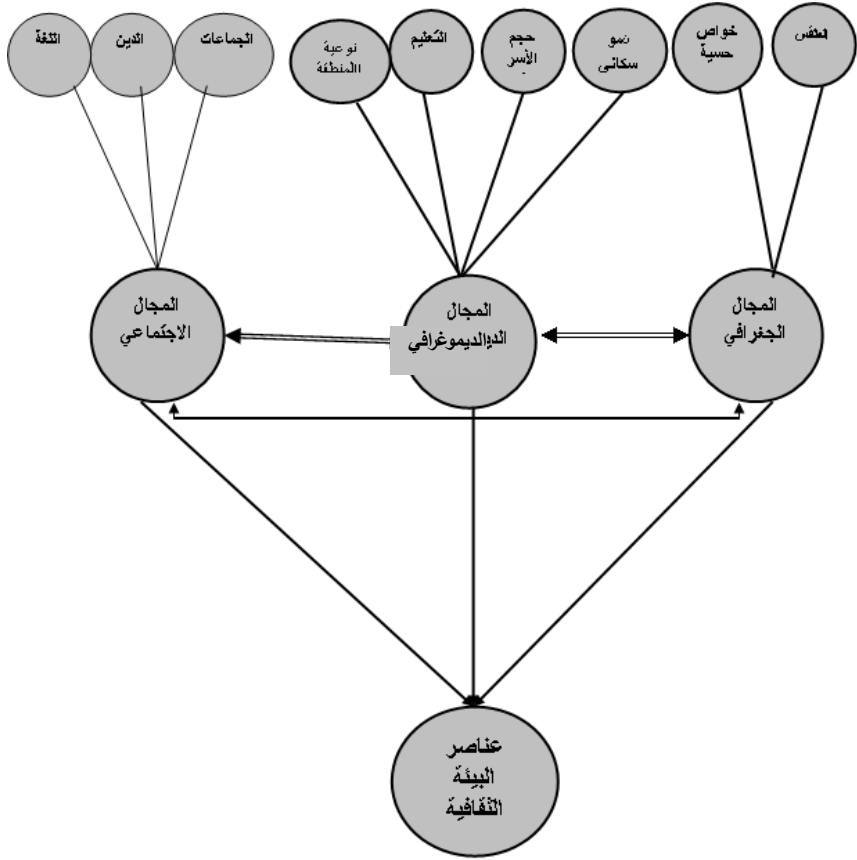 الطقس
خواص
حسية
نمو
سكاني
حجم
الأسر
التعليم
نوعية
المنطقة
الجماعات
الدين
اللغة
المجال
الجغرافي
المجال
الديموغرافي
المجال
الاجتماعي
عناصر
البيئة
الثقافية